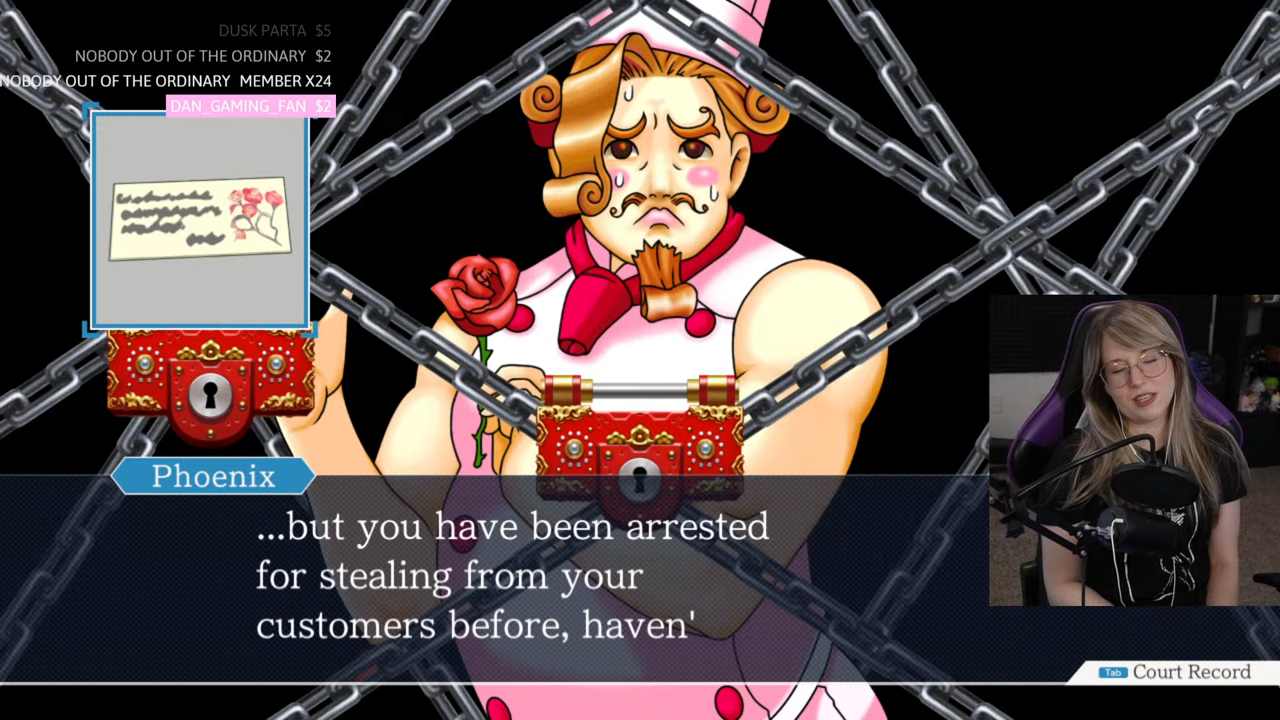 DUSK PARTA $5
NOBODY OUT OF THE ORDINARY $2
NOBODY OUT OF THE ORDINARY MEMBER X24
DAN_GAMING_FAN $2
Phoenix
...but you have been arrested
for stealing from your
customers before, haven'
Tab Court Record